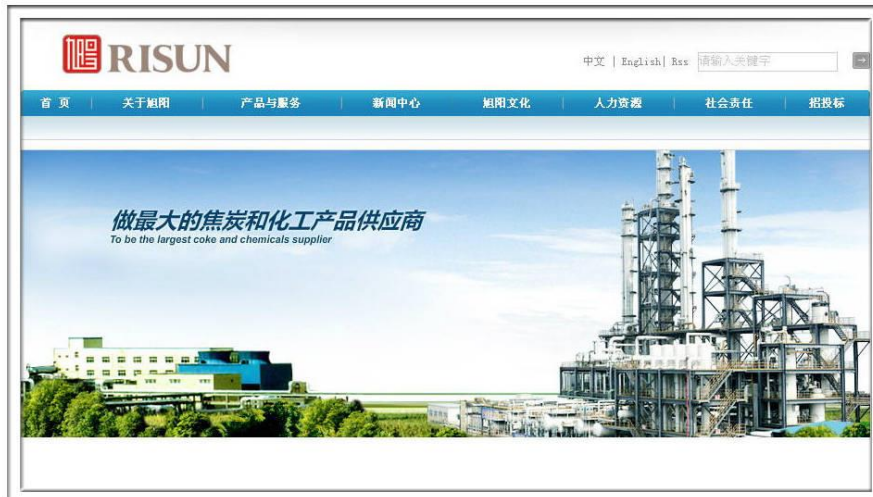 旭阳 RISUN
中文 | English | Rss 请输入关键字
首 页 | 关于旭阳 | 产品与服务 | 新闻中心 | 旭阳文化 | 人力资源 | 社会责任 | 招投标
做最大的焦炭和化工产品供应商
To be the largest coke and chemicals supplier